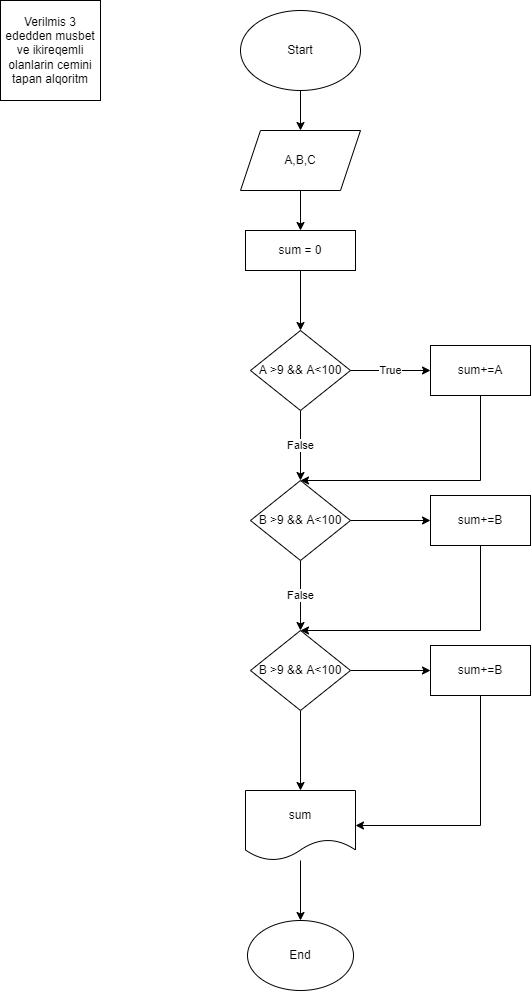 Verilmis 3
ededden musbet
ve ikireqemli
olanlarin cemini
tapan alqoritm
Start
A,B,C
sum = 0
A >9 && A<100
True
sum+=A
False
B >9 && A<100
sum+=B
False
B >9 && A<100
sum+=B
sum
End